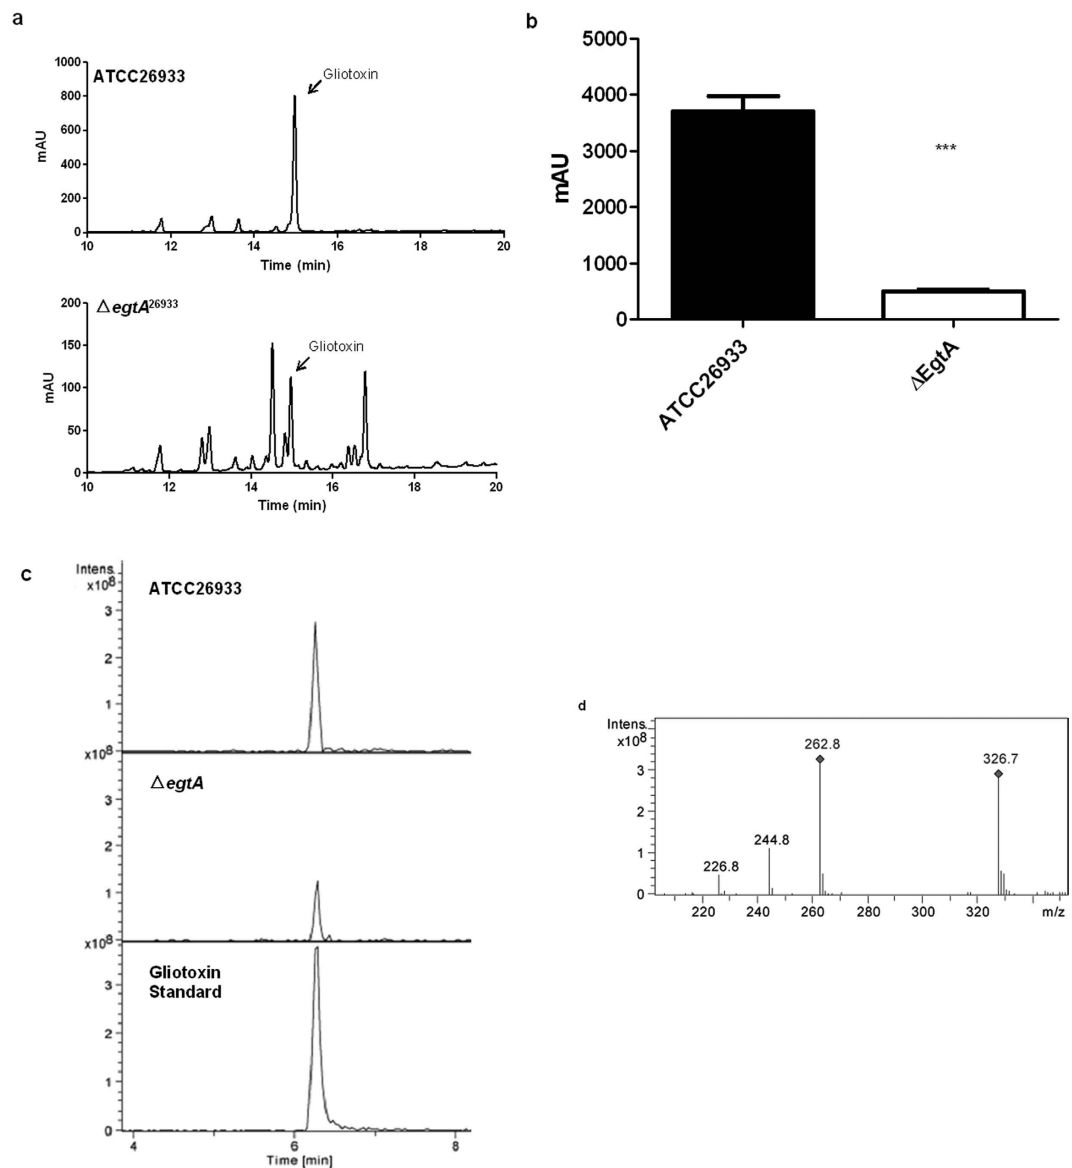 a
ATCC26933
Gliotoxin
mAU
1000
800
600
400
200
0
10 12 14 16 18 20
Time (min)
△egtA26933
Gliotoxin
mAU
200
150
100
50
0
10 12 14 16 18 20
Time (min)
b
mAU
5000
4000
3000
2000
1000
0
***
ATCC26933
ΔEgtA
c
Intens.
x108
ATCC26933
3
2
1
x108
△egtA
3
2
1
x108
Gliotoxin
Standard
3
2
1
0
4 6 8
Time [min]
d
Intens.
x108
3
2
1
0
226.8
244.8
262.8
326.7
220 240 260 280 300 320 m/z